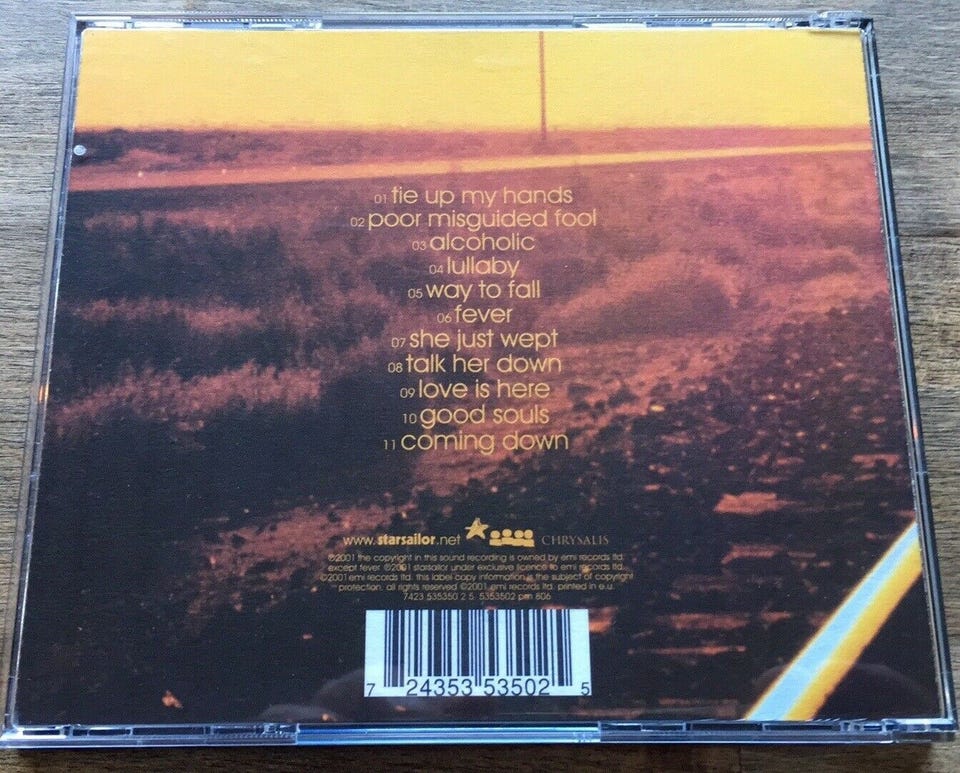 01 tie up my hands
02 poor misguided fool
03 alcoholic
04 lullaby
05 way to fall
06 fever
07 she just wept
08 talk her down
09 love is here
10 good souls
11 coming down
www.starsailor.net CHRYSALIS
℗2001 the copyright in this sound recording is owned by emi records ltd.
except fever ℗2001 starsailor under exclusive licence to emi records ltd.
©2001 emi records ltd. this label copy information is the subject of copyright
protection. all rights reserved ©2001 emi records ltd. printed in e.u.
7423 535350 2 5. 5353502 pm 806
7 24353 53502 5